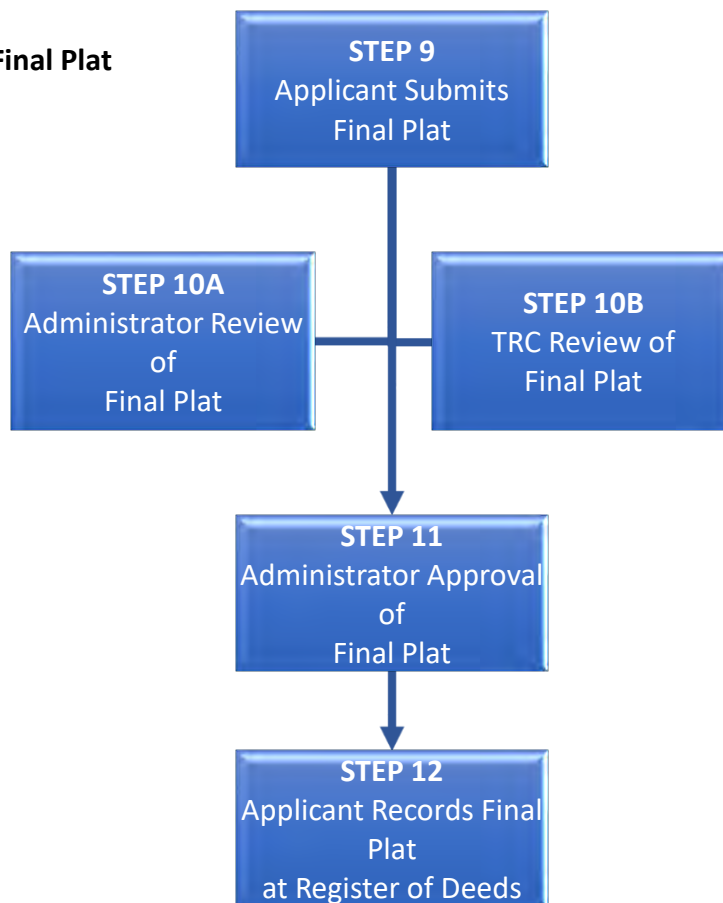 Final Plat
STEP 9
Applicant Submits
Final Plat
STEP 10A
Administrator Review
of
Final Plat
STEP 10B
TRC Review of
Final Plat
STEP 11
Administrator Approval
of
Final Plat
STEP 12
Applicant Records Final
Plat
at Register of Deeds